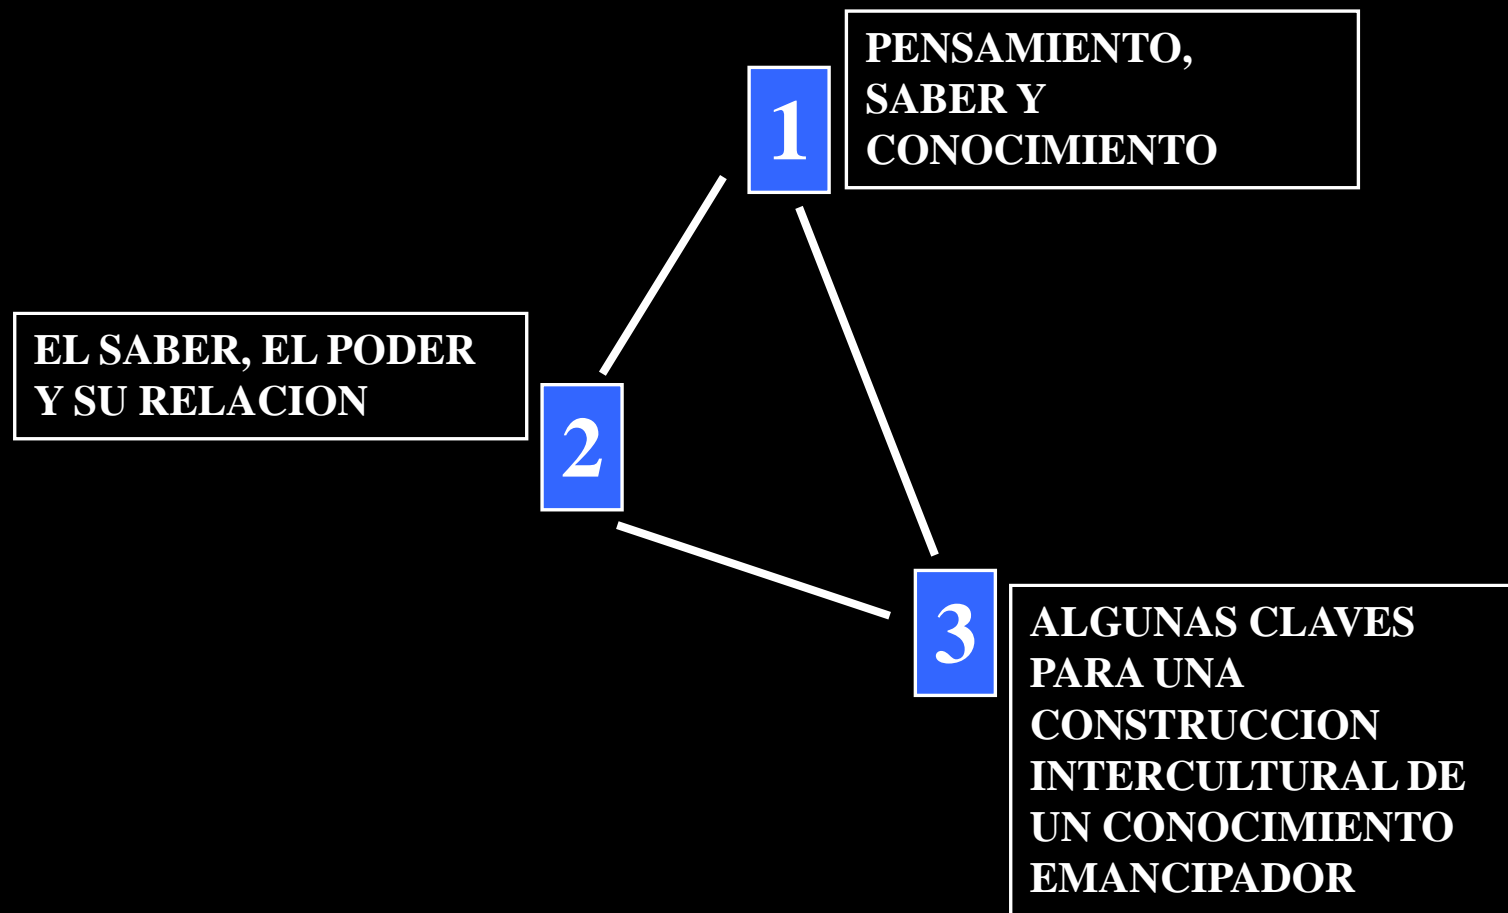 1
PENSAMIENTO,
SABER Y
CONOCIMIENTO
EL SABER, EL PODER
Y SU RELACION
2
3
ALGUNAS CLAVES
PARA UNA
CONSTRUCCION
INTERCULTURAL DE
UN CONOCIMIENTO
EMANCIPADOR